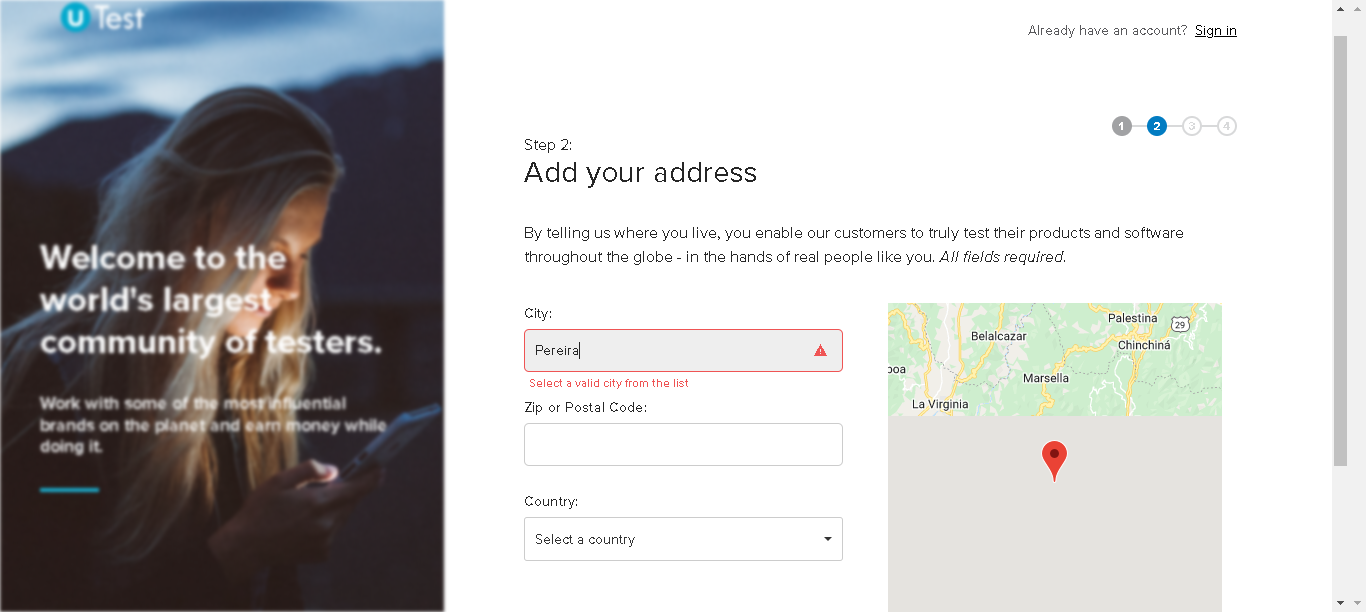 U Test
Already have an account? Sign in
1 2 3 4
Step 2:
Add your address
By telling us where you live, you enable our customers to truly test their products and software
throughout the globe - in the hands of real people like you. All fields required.
Welcome to the
world's largest
community of testers.
Work with some of the most influential
brands on the planet and earn money while
doing it.
City:
Pereira
Select a valid city from the list
Zip or Postal Code:
Country:
Select a country
Palestina
29
Belalcazar
Chinchiná
boa
Marsella
La Virginia